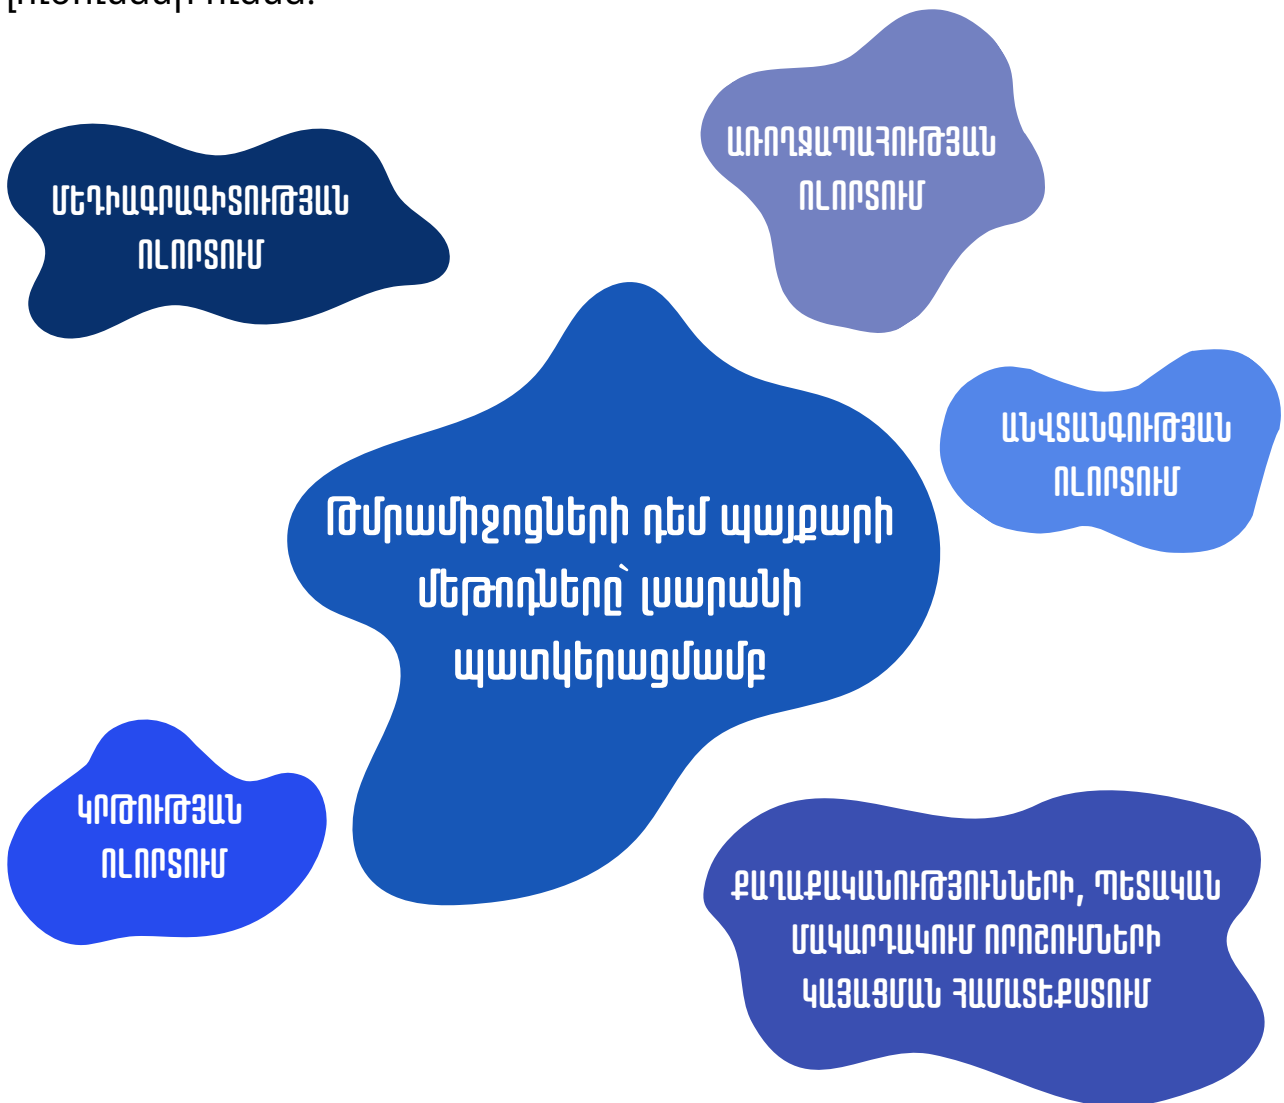 ԱՌՈՂՋԱՊԱՀՈՒԹՅԱՆ
ՈԼՈՐՏՈՒՄ
ՄԵԴԻԱԳՐԱԳԻՏՈՒԹՅԱՆ
ՈԼՈՐՏՈՒՄ
ԱՆՎՏԱՆԳՈՒԹՅԱՆ
ՈԼՈՐՏՈՒՄ
Թմրամիջոցների դեմ պայքարի
մեթոդները՝ լսարանի
պատկերացմամբ
ԿՐԹՈՒԹՅԱՆ
ՈԼՈՐՏՈՒՄ
ՔԱՂԱՔԱԿԱՆՈՒԹՅՈՒՆՆԵՐԻ, ՊԵՏԱԿԱՆ
ՄԱԿԱՐԴԱԿՈՒՄ ՈՐՈՇՈՒՄՆԵՐԻ
ԿԱՅԱՑՄԱՆ ՀԱՄԱՏԵՔՍՏՈՒՄ